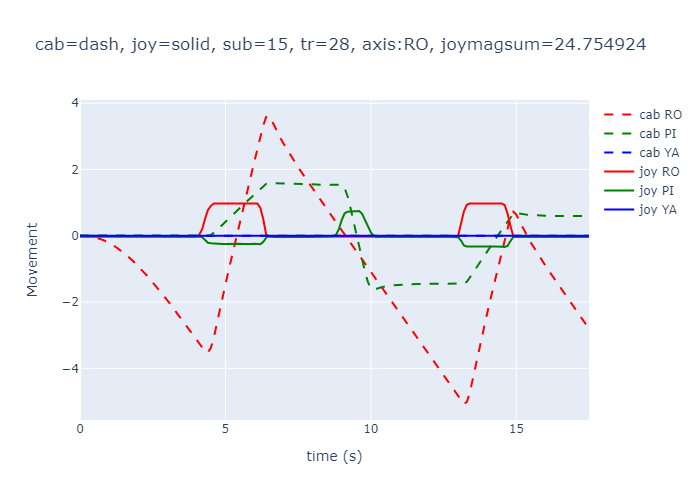 cab=dash, joy=solid, sub=15, tr=28, axis:RO, joymagsum=24.754924
4
2
0
−2
−4
Movement
0
5
10
15
time (s)
cab RO
cab PI
cab YA
joy RO
joy PI
joy YA